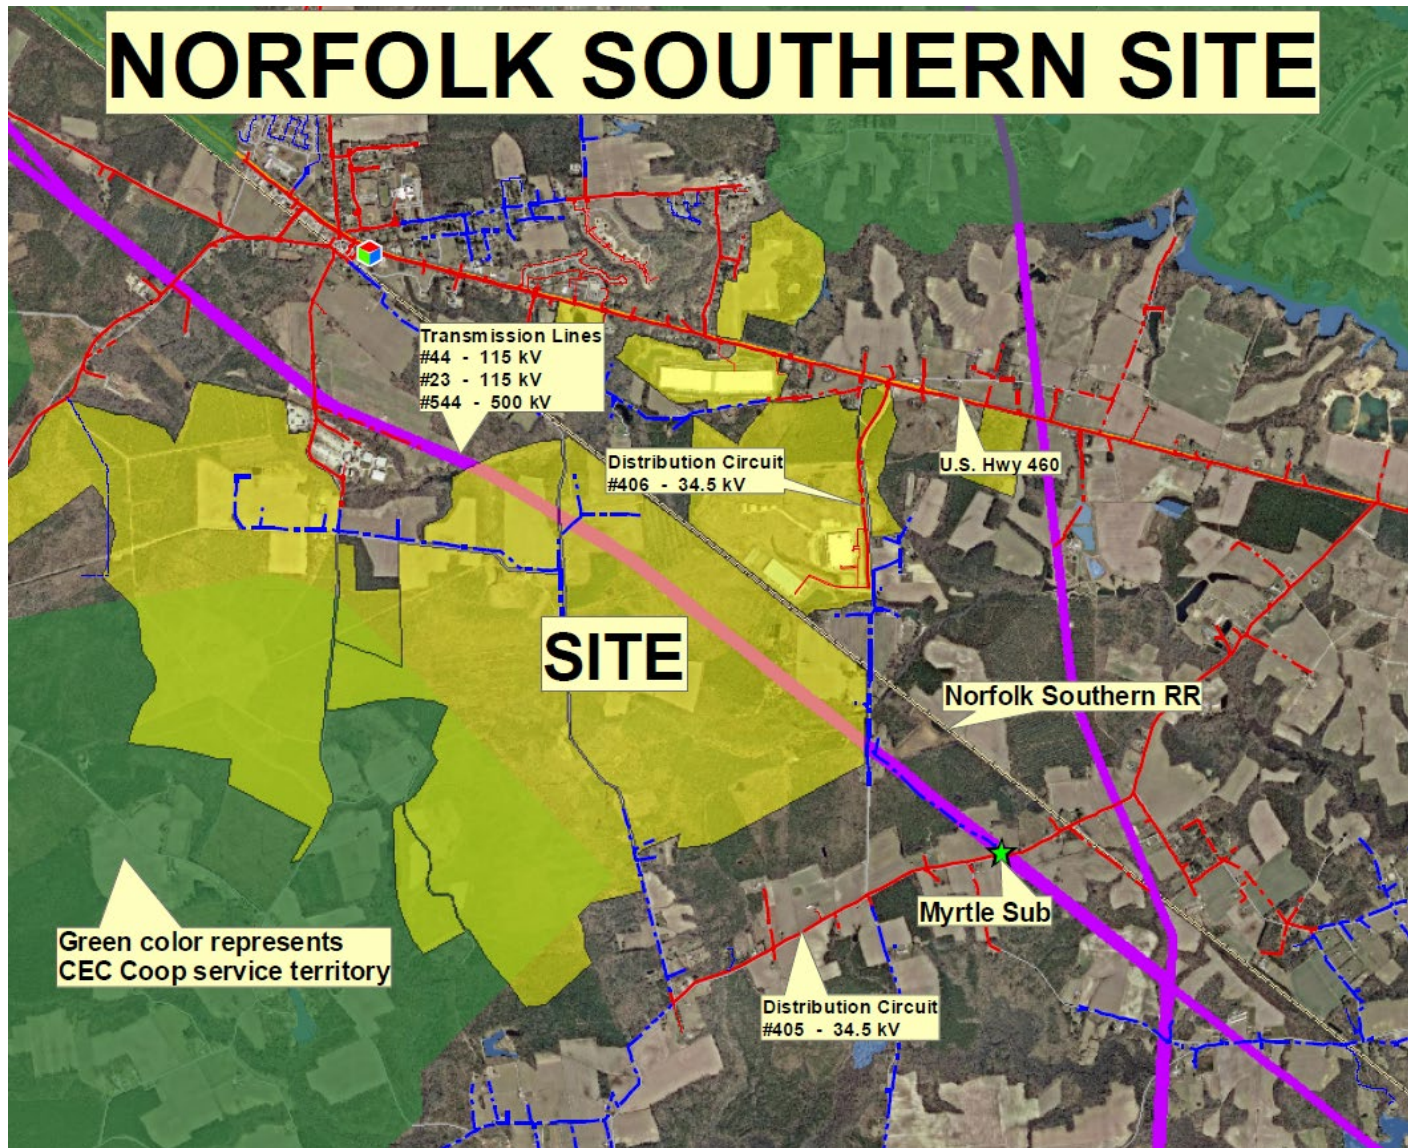 NORFOLK SOUTHERN SITE
Transmission Lines
#44 - 115 kV
#23 - 115 kV
#544 - 500 kV
Distribution Circuit
#406 - 34.5 kV
U.S. Hwy 460
SITE
Norfolk Southern RR
Myrtle Sub
Green color represents
CEC Coop service territory
Distribution Circuit
#405 - 34.5 kV